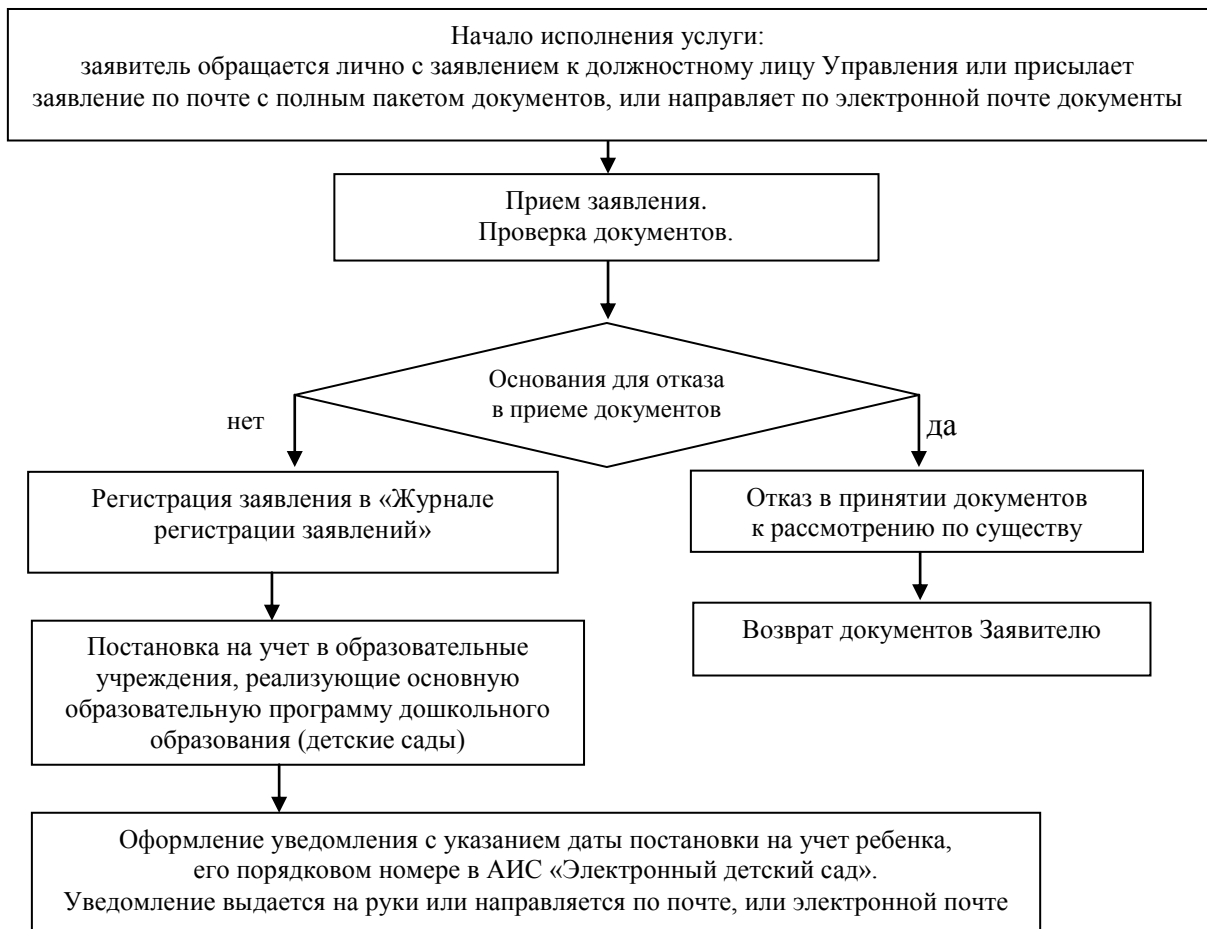 Начало исполнения услуги:
заявитель обращается лично с заявлением к должностному лицу Управления или присылает
заявление по почте с полным пакетом документов, или направляет по электронной почте документы
Прием заявления.
Проверка документов.
Основания для отказа
в приеме документов
нет
да
Регистрация заявления в «Журнале
регистрации заявлений»
Отказ в принятии документов
к рассмотрению по существу
Постановка на учет в образовательные
учреждения, реализующие основную
образовательную программу дошкольного
образования (детские сады)
Возврат документов Заявителю
Оформление уведомления с указанием даты постановки на учет ребенка,
его порядковом номере в АИС «Электронный детский сад».
Уведомление выдается на руки или направляется по почте, или электронной почте